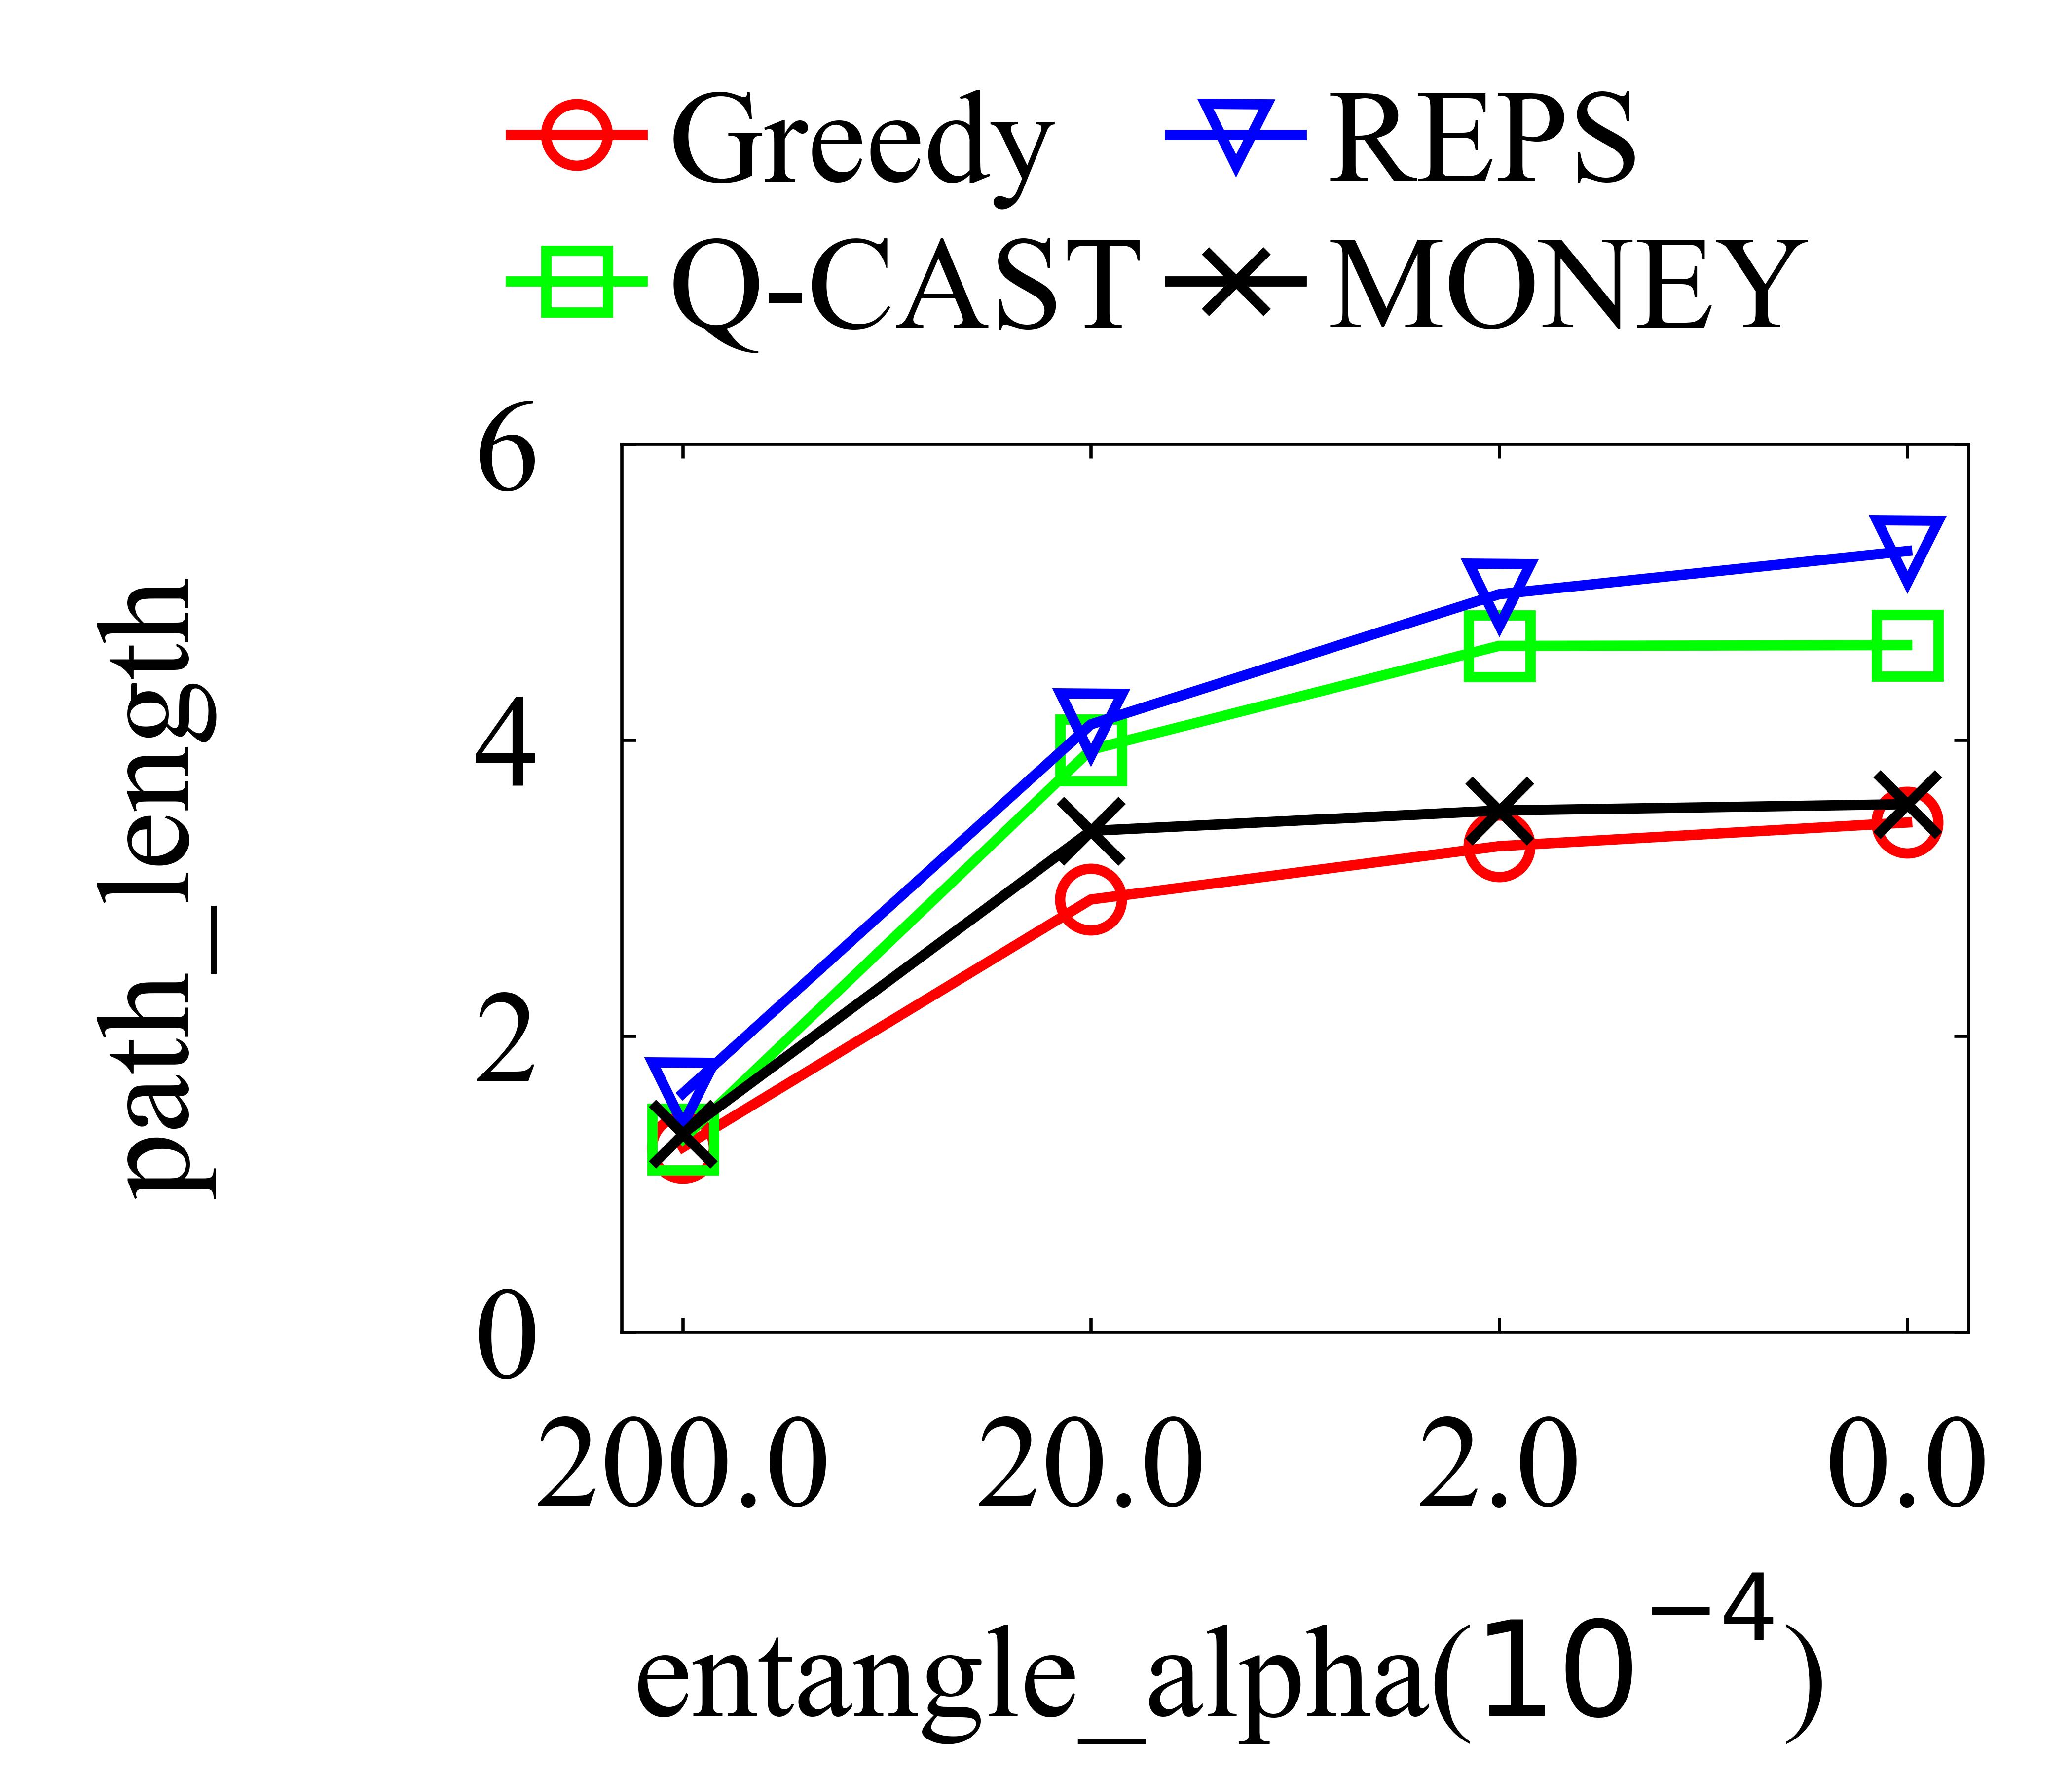 Greedy REPS
Q-CAST MONEY
path_length
6
4
2
0
200.0 20.0 2.0 0.0
entangle_alpha(10⁻⁴)